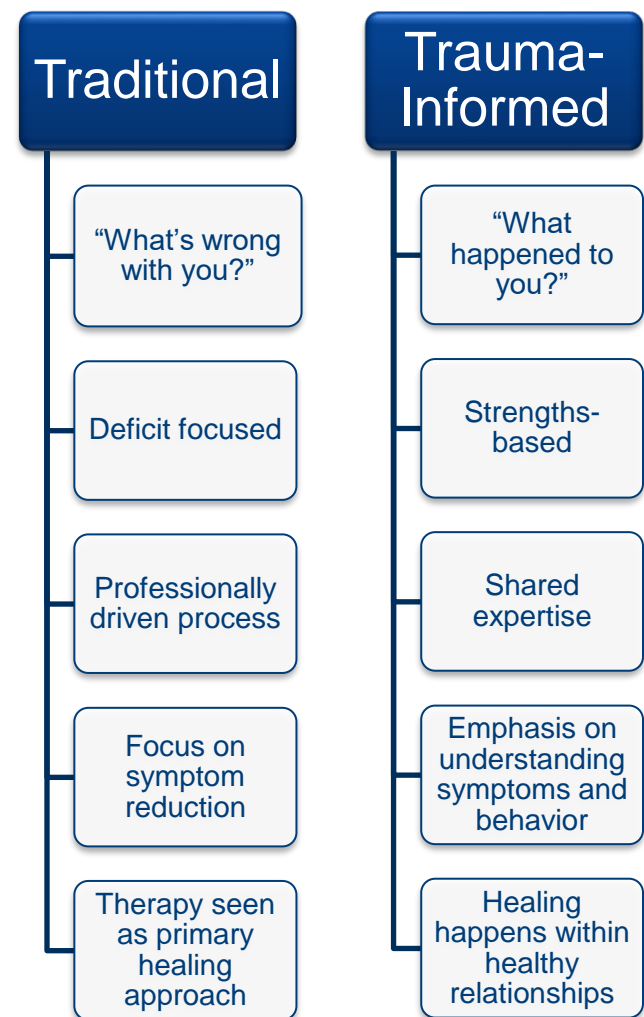 Traditional
“What’s wrong
with you?”
Deficit focused
Professionally
driven process
Focus on
symptom
reduction
Therapy seen
as primary
healing
approach
Trauma-
Informed
“What
happened to
you?”
Strengths-
based
Shared
expertise
Emphasis on
understanding
symptoms and
behavior
Healing
happens within
healthy
relationships